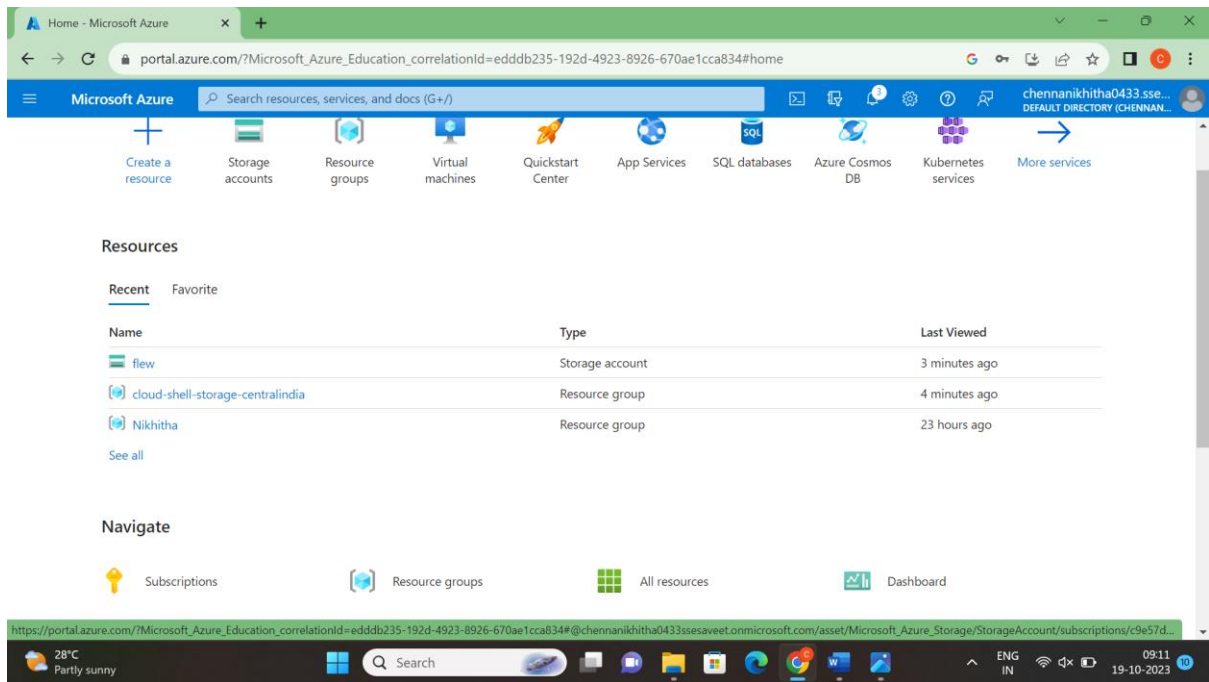 Home - Microsoft Azure
portal.azure.com/?Microsoft_Azure_Education_correlationId=edddb235-192d-4923-8926-670ae1cca834#home
Microsoft Azure
Search resources, services, and docs (G+/)
3
chennanikhitha0433.sse...
DEFAULT DIRECTORY (CHENNAN...
Create a resource
Storage accounts
Resource groups
Virtual machines
Quickstart Center
App Services
SQL databases
Azure Cosmos DB
Kubernetes services
More services
Resources
Recent Favorite
Name Type Last Viewed
flew Storage account 3 minutes ago
cloud-shell-storage-centralindia Resource group 4 minutes ago
Nikhitha Resource group 23 hours ago
See all
Navigate
Subscriptions Resource groups All resources Dashboard
https://portal.azure.com/?Microsoft_Azure_Education_correlationId=edddb235-192d-4923-8926-670ae1cca834#@chennanikhitha0433ssesaveet.onmicrosoft.com/asset/Microsoft_Azure_Storage/StorageAccount/subscriptions/c9e57d...
28°C
Partly sunny
Search
ENG
IN
09:11
19-10-2023
10